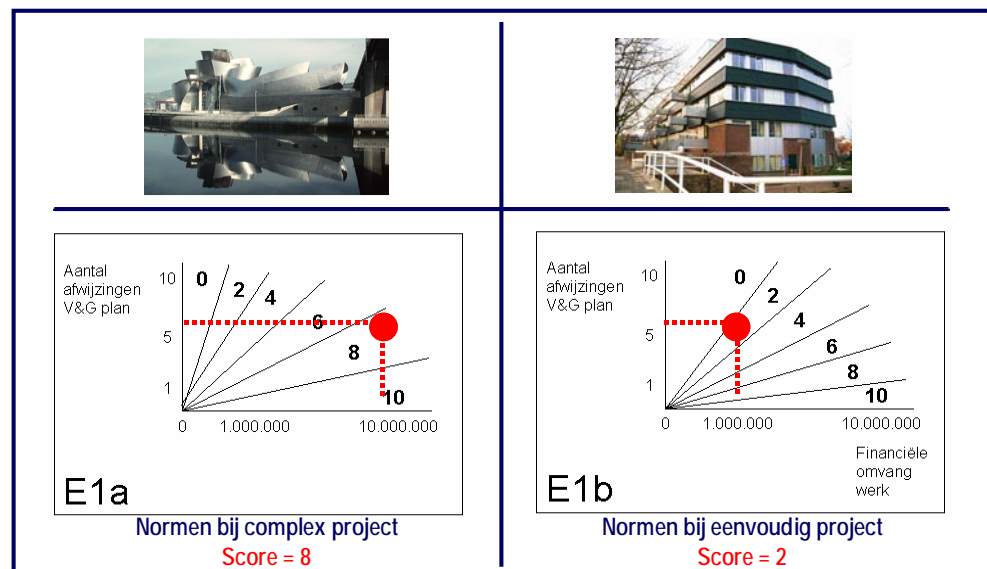 Aantal
afwijzingen
V&G plan
10
5
1
0
2
4
6
8
10
0
1.000.000
10.000.000
E1a
Normen bij complex project
Score = 8
Aantal
afwijzingen
V&G plan
10
5
1
0
2
4
6
8
10
0
1.000.000
10.000.000
Financiële
omvang
werk
E1b
Normen bij eenvoudig project
Score = 2